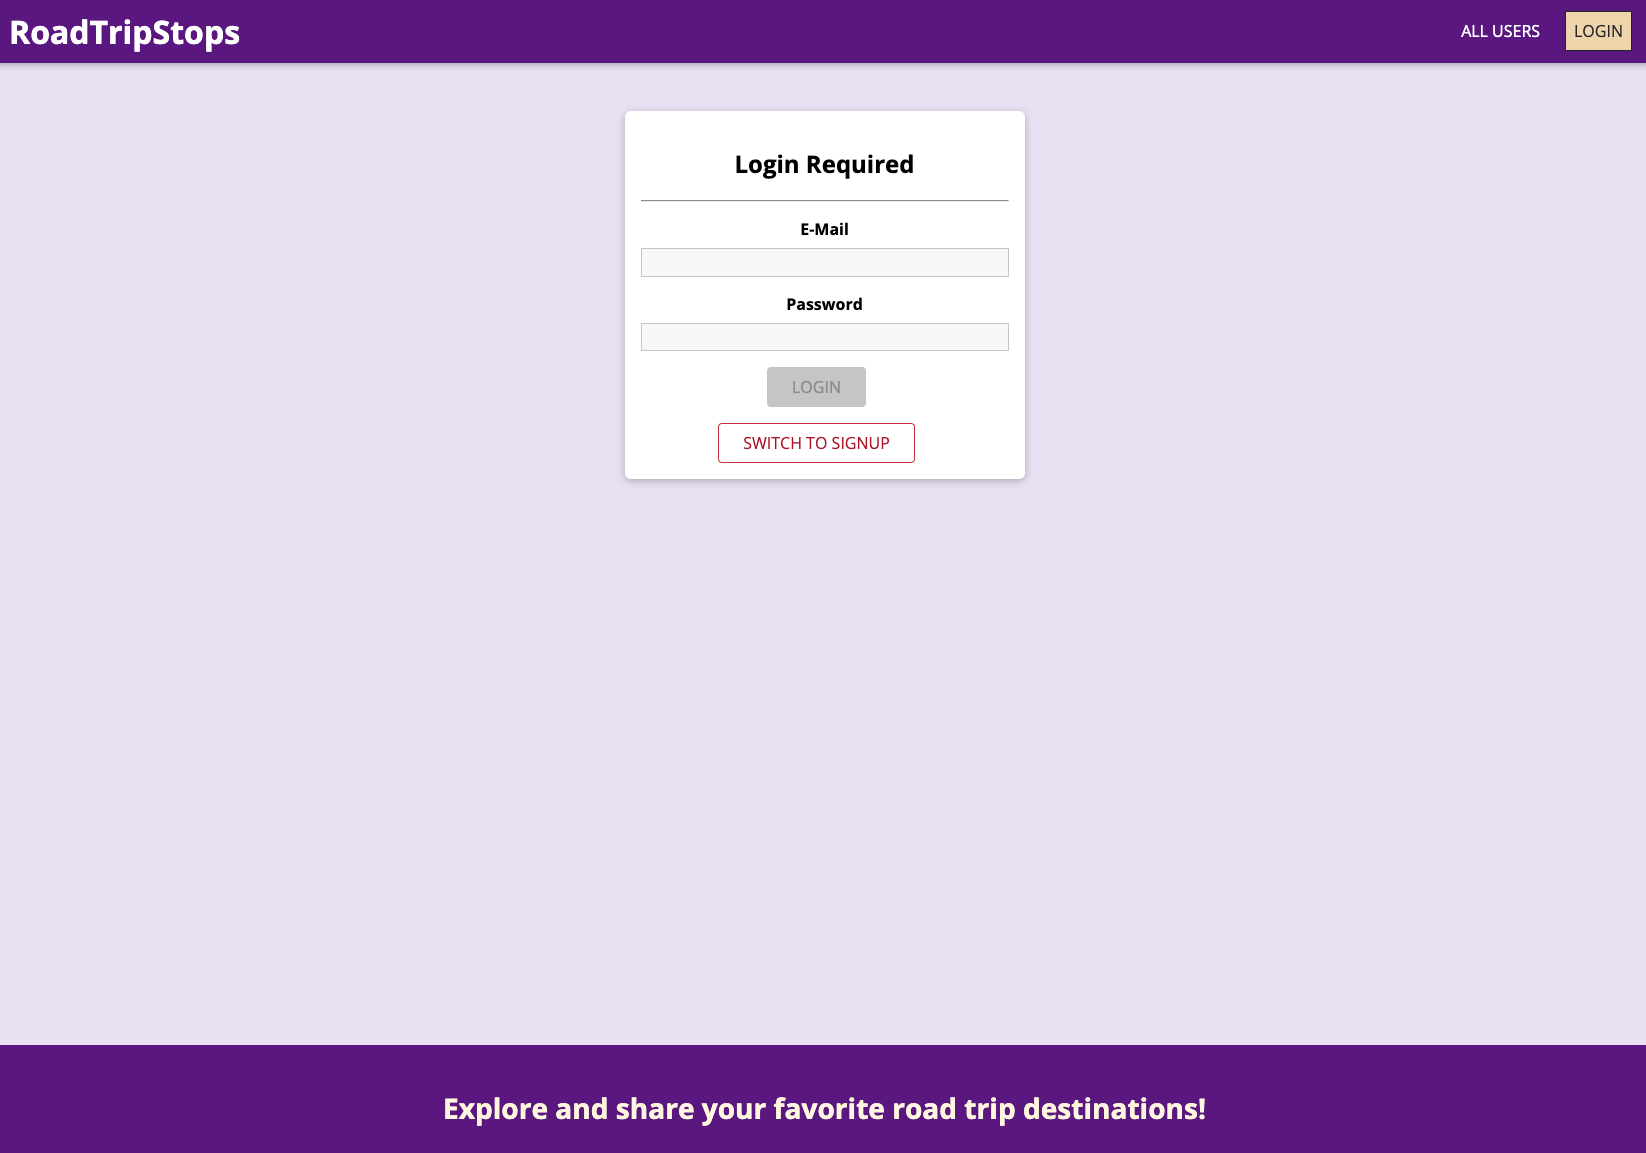 RoadTripStops
ALL USERS
LOGIN
Login Required
E-Mail
Password
LOGIN
SWITCH TO SIGNUP
Explore and share your favorite road trip destinations!